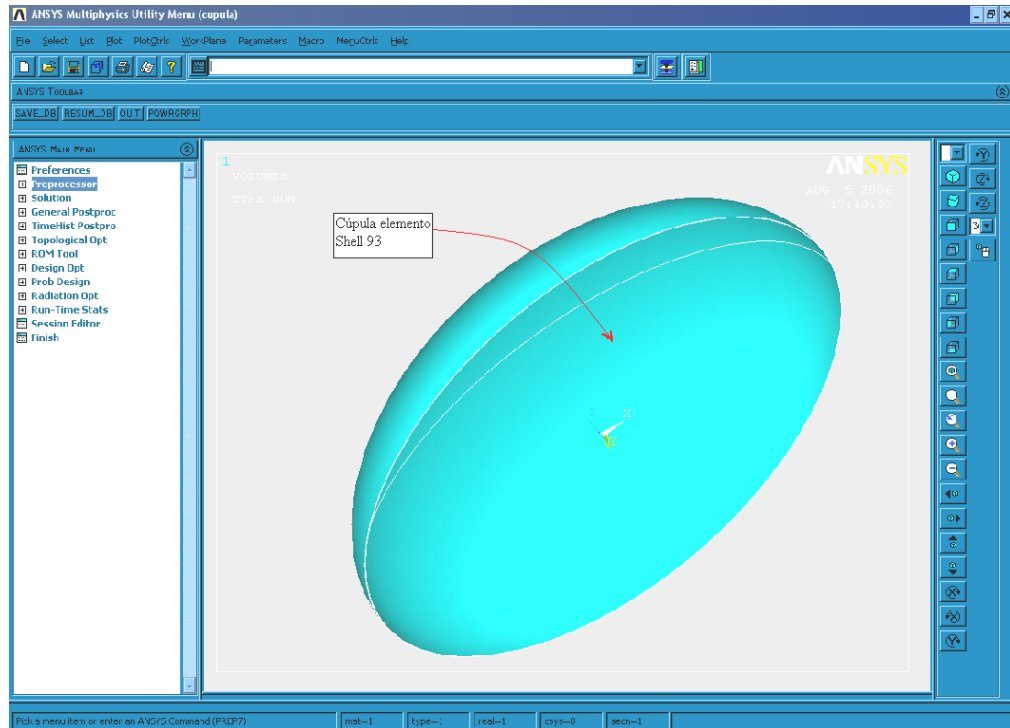 ANSYS Multiphysics Utility Menu (cupula)
File Select List Plot PlotCtrls WorkPlane Parameters Macro MenuCtrls Help
ANSYS Toolbar
SAVE_DB RESUM_DB QUIT POWRGRPH
ANSYS Main Menu
Preferences
Preprocessor
Solution
General Postproc
TimeHist Postpro
Topological Opt
ROM Tool
Design Opt
Prob Design
Radiation Opt
Run-Time Stats
Session Editor
Finish
1
VOLUMES
TYPE NUM
ANSYS
AUG 5 2006
Cúpula elemento
Shell 93
X
Z
Pick a menu item or enter an ANSYS Command (PREP7)
mat=1
type=1
real=1
csys=0
secn=1